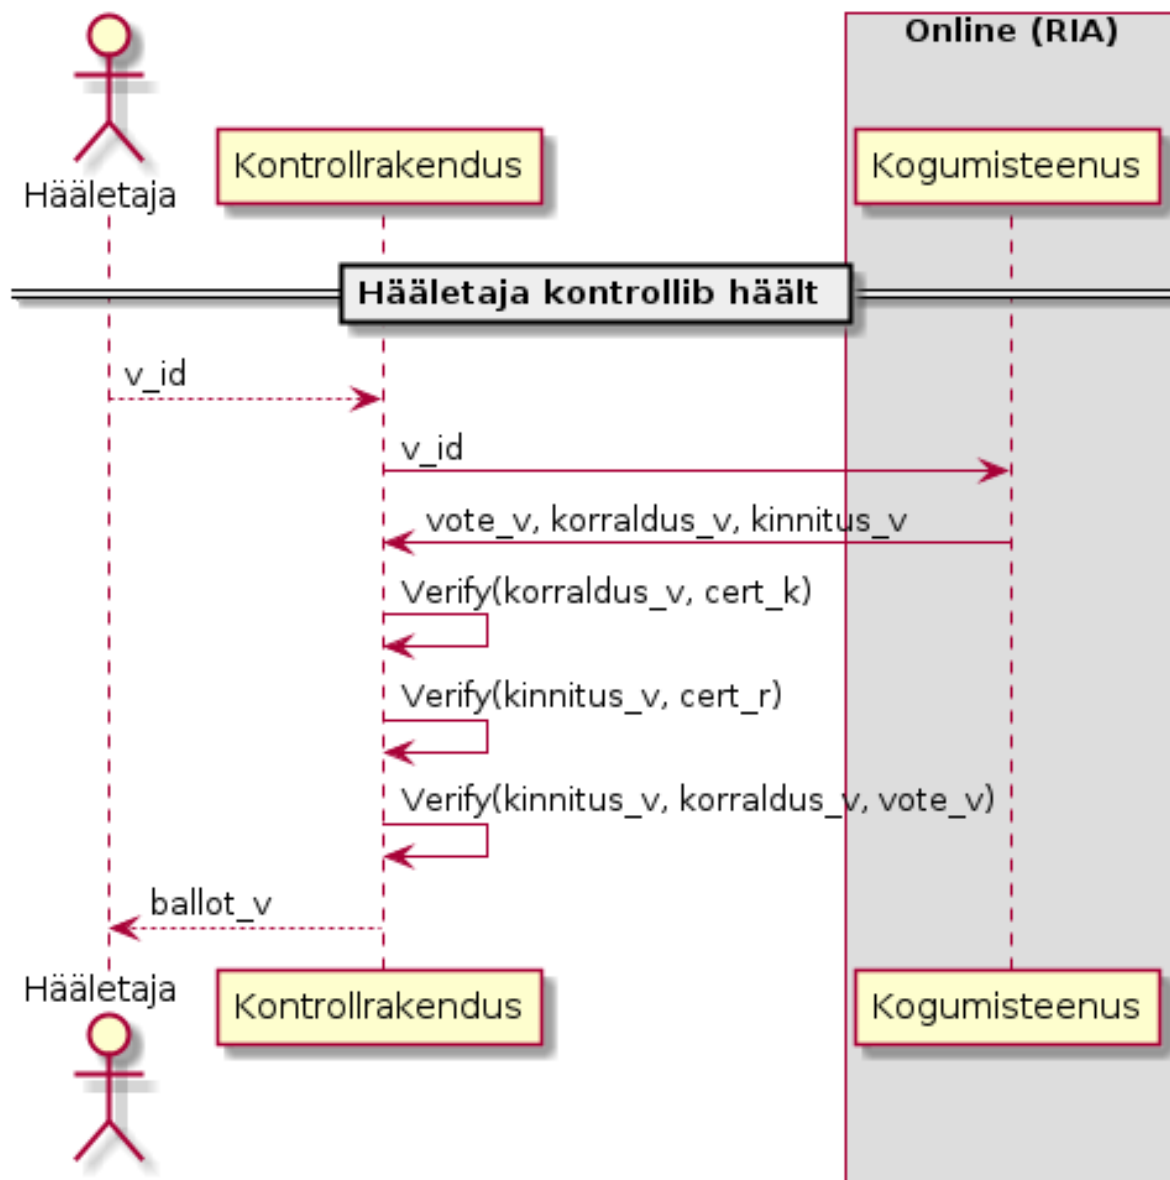 Online (RIA)
Hääletaja
Kontrollrakendus
Kogumisteenus
Hääletaja kontrollib häält
v_id
v_id
vote_v, korraldus_v, kinnitus_v
Verify(korraldus_v, cert_k)
Verify(kinnitus_v, cert_r)
Verify(kinnitus_v, korraldus_v, vote_v)
ballot_v
Hääletaja
Kontrollrakendus
Kogumisteenus